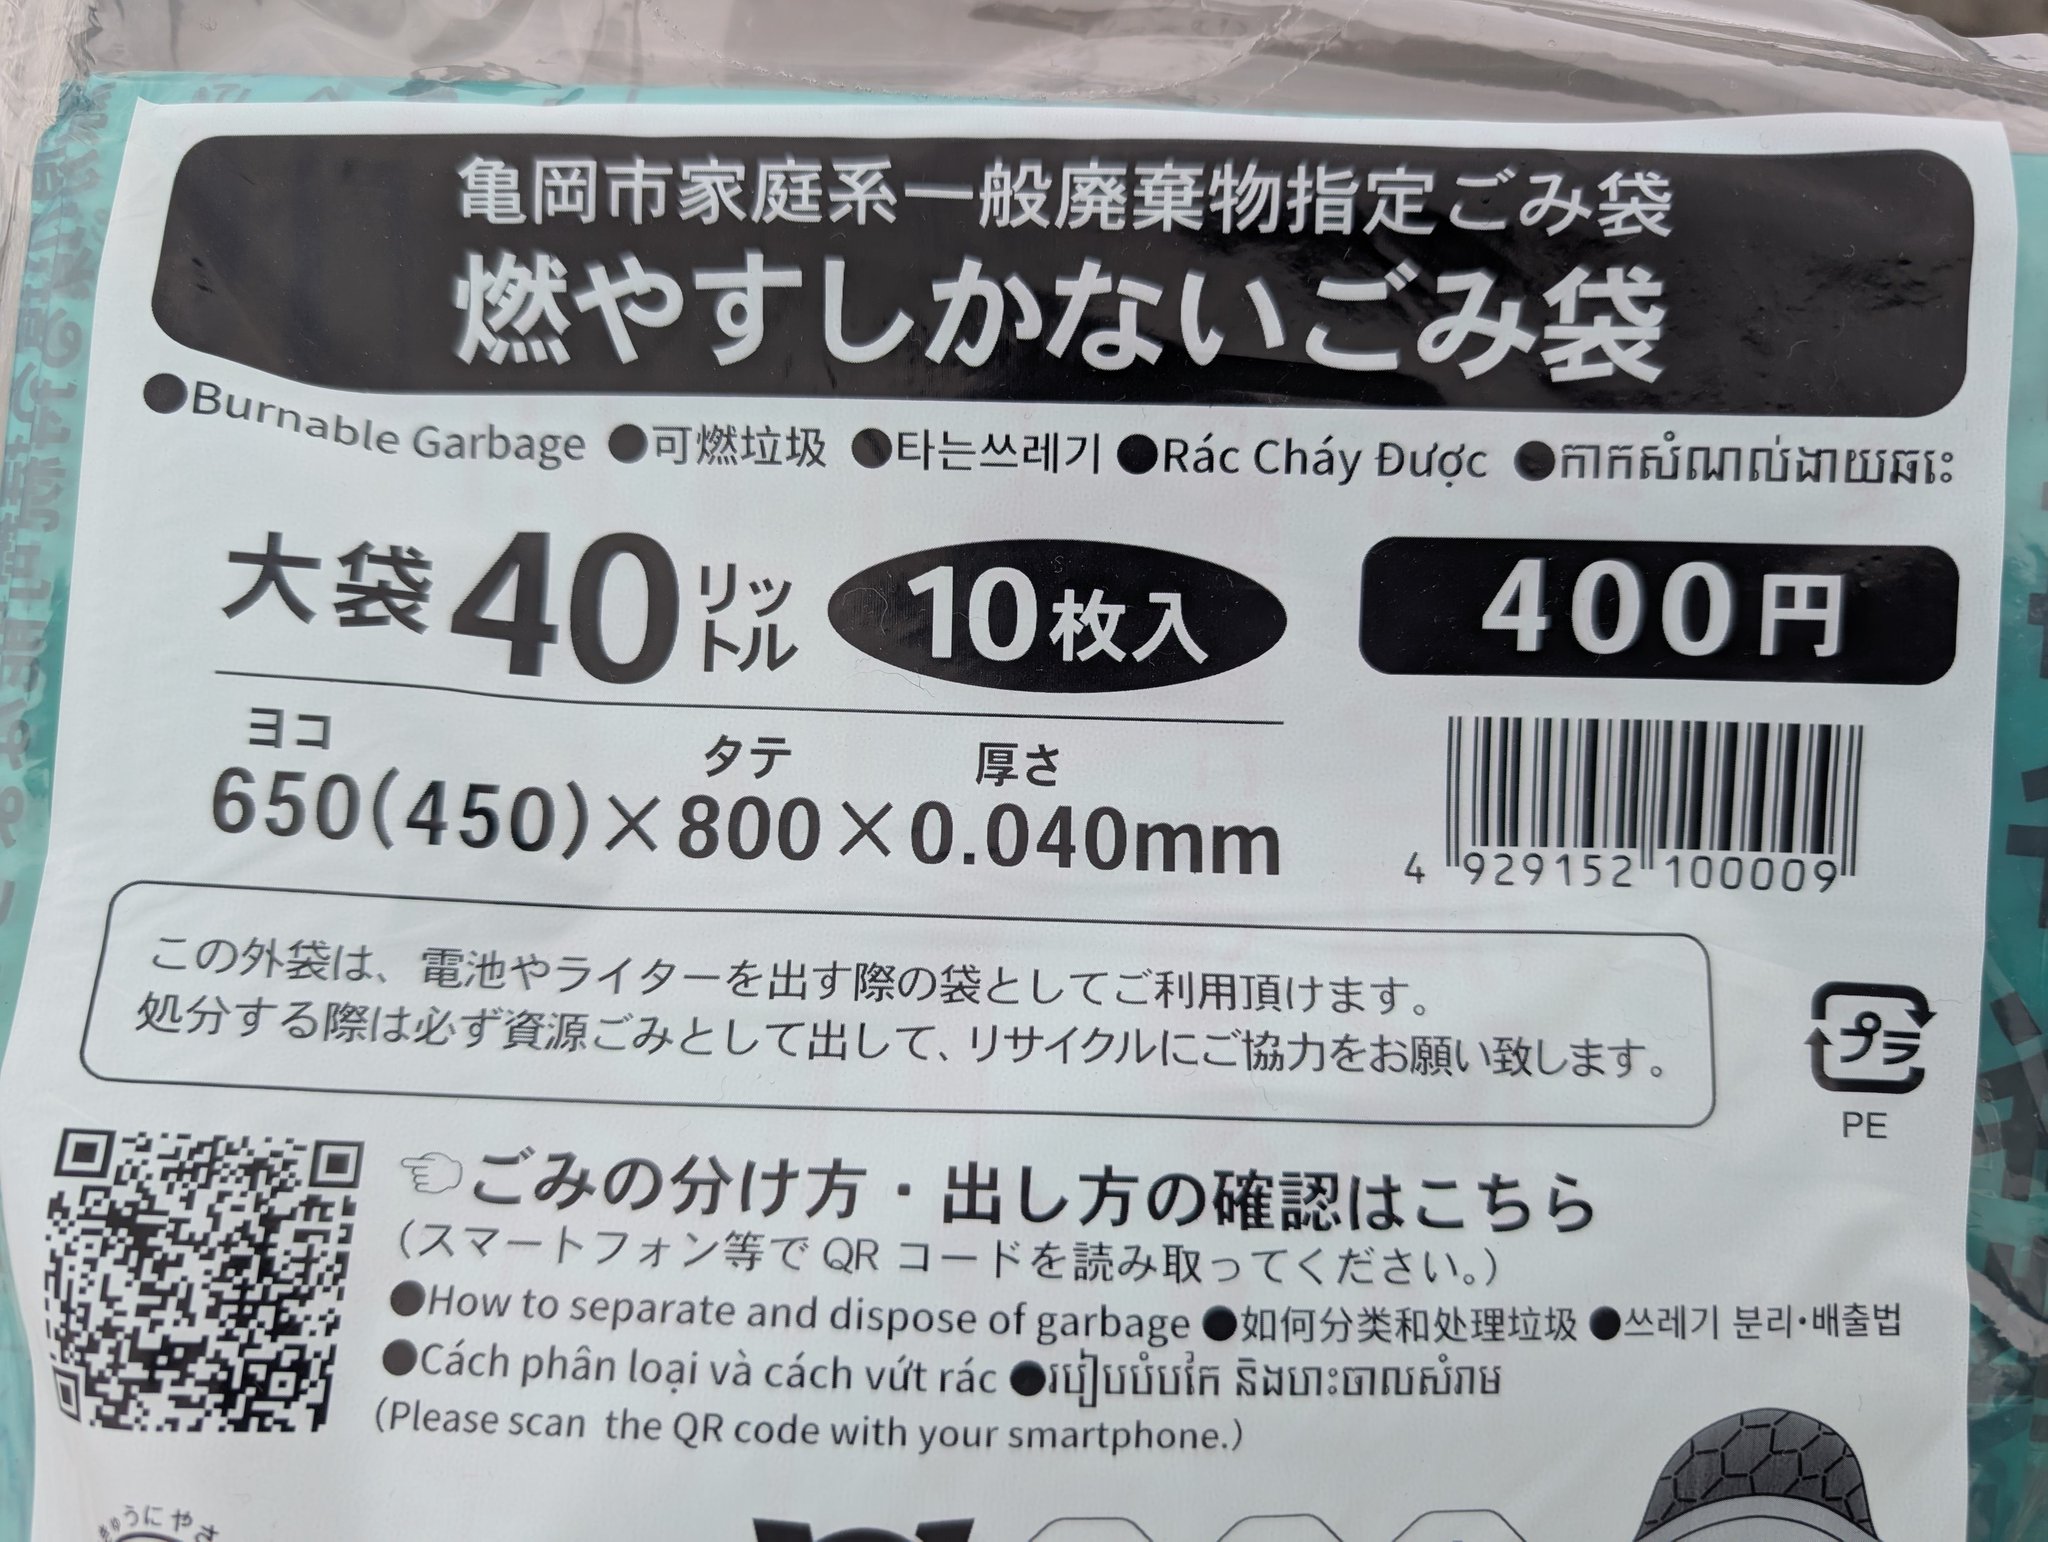 亀岡市家庭系一般廃棄物指定ごみ袋
燃やすしかないごみ袋
●Burnable Garbage ●可燃垃圾 ●타는쓰레기 ●Rác Cháy Được ●កាកសំណល់ងាយឆេះ
大袋40リットル 10枚入 400円
ヨコ タテ 厚さ
650(450)×800×0.040mm
4 929152 100009
この外袋は、電池やライターを出す際の袋としてご利用頂けます。
処分する際は必ず資源ごみとして出して、リサイクルにご協力をお願い致します。
プラ
PE
ごみの分け方・出し方の確認はこちら
(スマートフォン等で QR コードを読み取ってください。)
●How to separate and dispose of garbage ●如何分类和处理垃圾 ●쓰레기 분리·배출법
●Cách phân loại và cách vứt rác ●របៀបបំបែក និងបោះចោលសំរាម
(Please scan the QR code with your smartphone.)